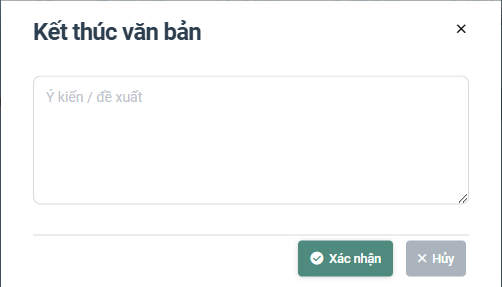 Kết thúc văn bản
Ý kiến / đề xuất
Xác nhận
Hủy